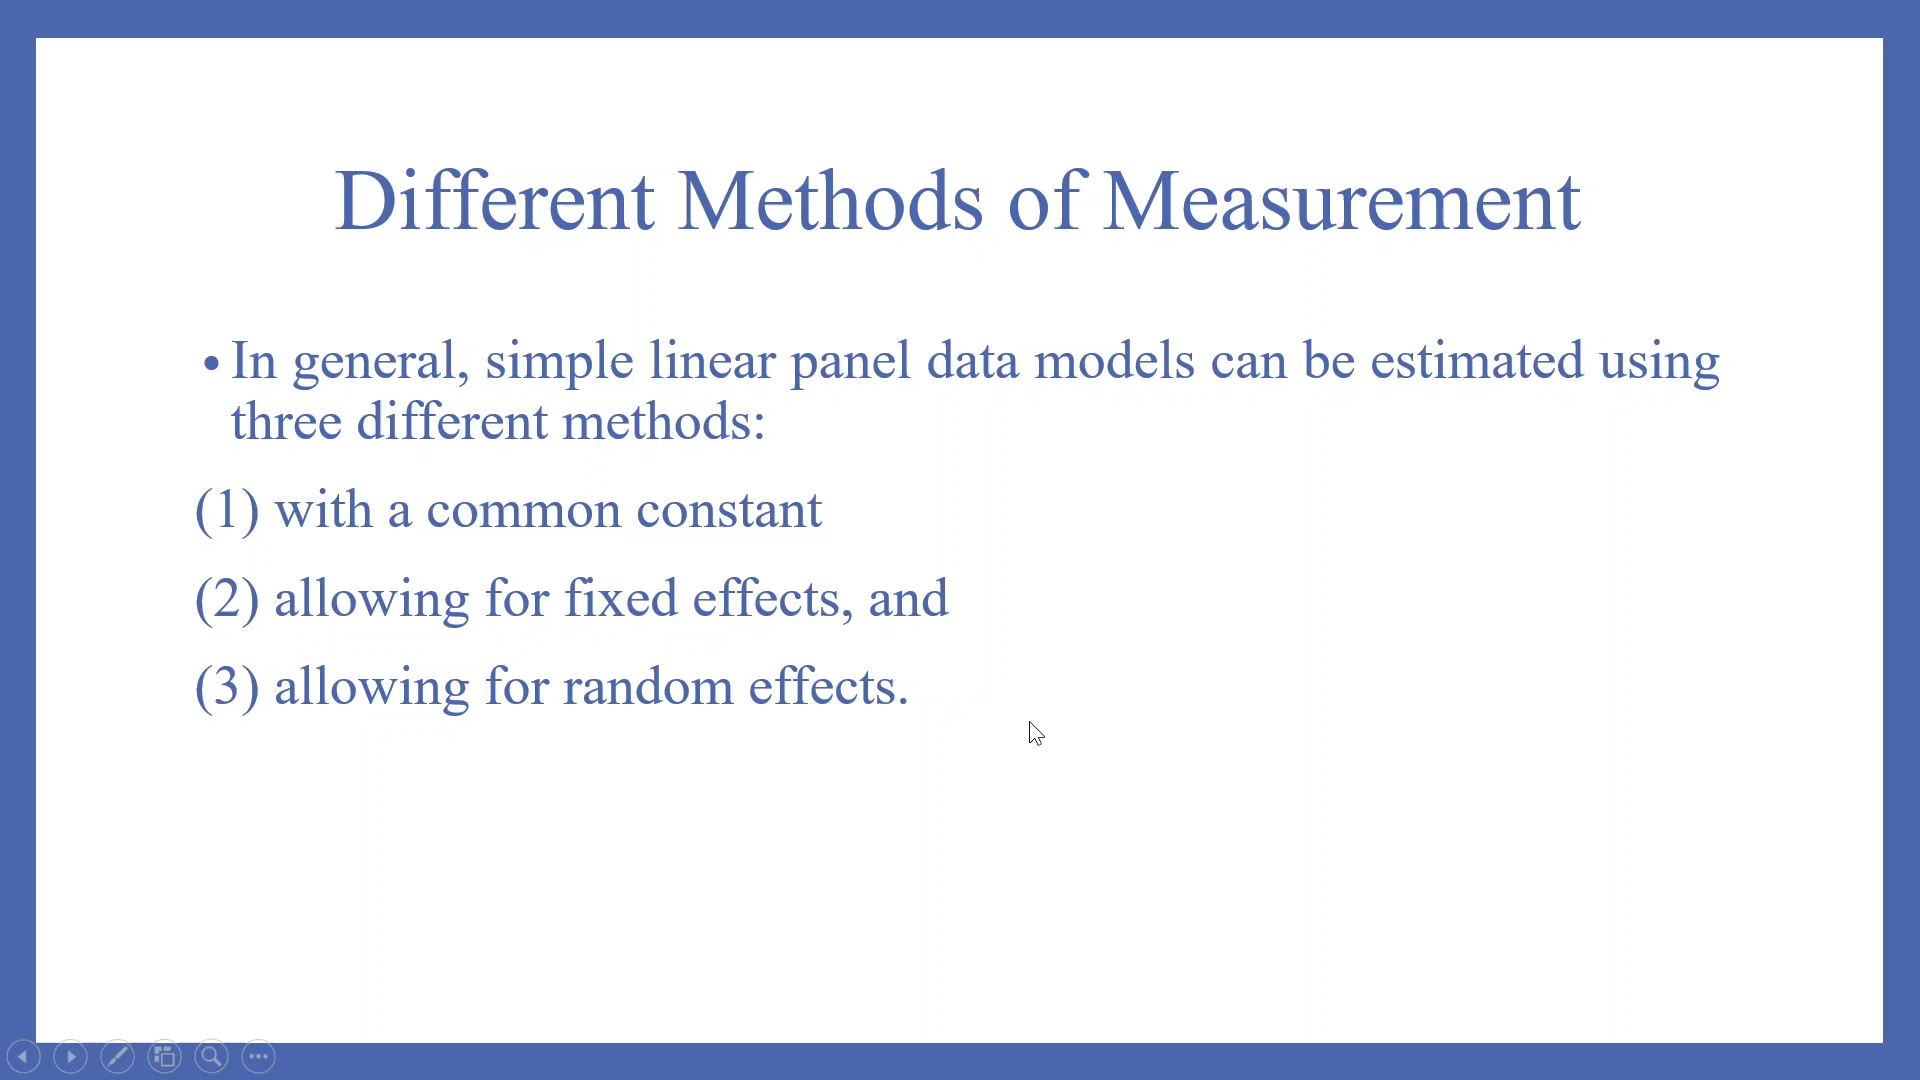 Different Methods of Measurement
• In general, simple linear panel data models can be estimated using
three different methods:
(1) with a common constant
(2) allowing for fixed effects, and
(3) allowing for random effects.